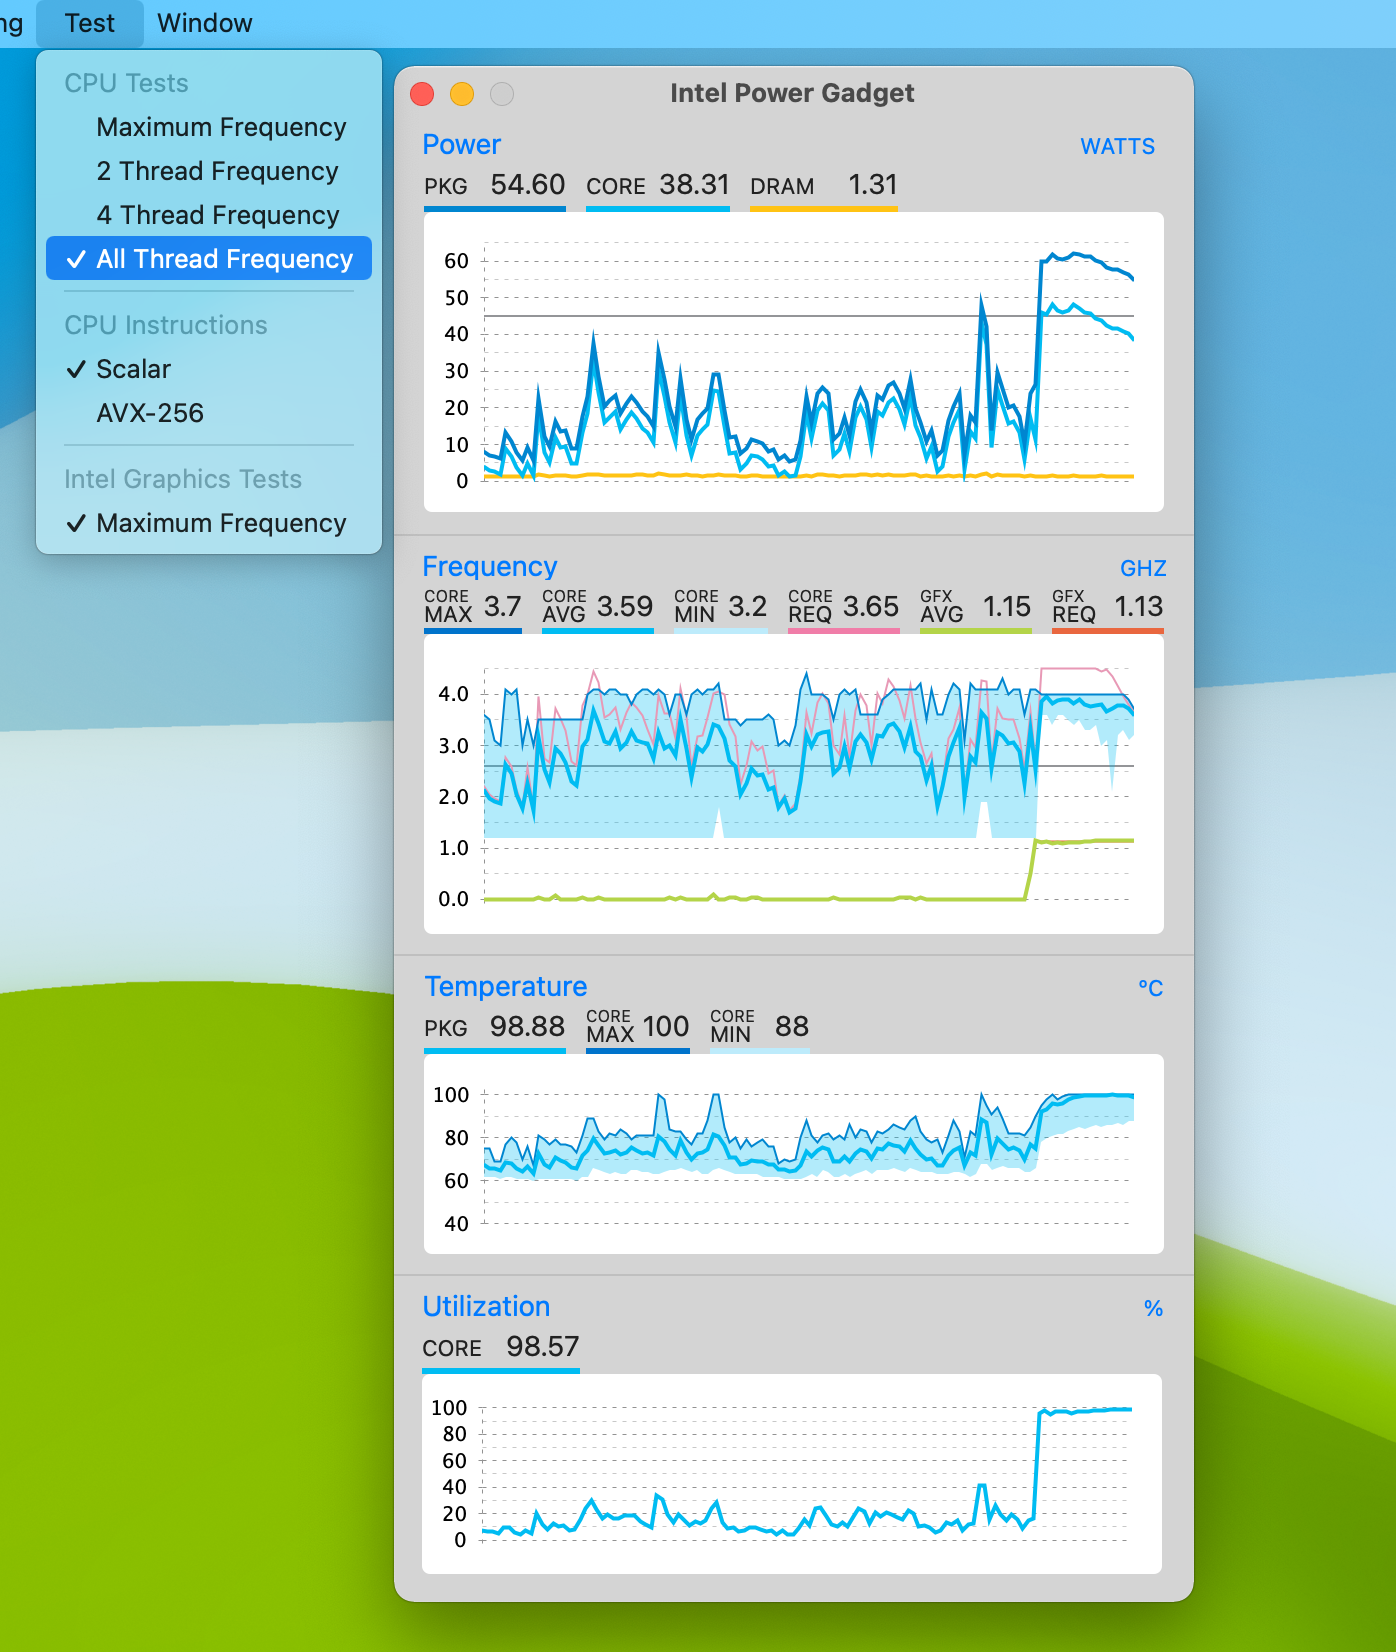 ng Test Window
CPU Tests
Maximum Frequency
2 Thread Frequency
4 Thread Frequency
✓ All Thread Frequency
CPU Instructions
✓ Scalar
AVX-256
Intel Graphics Tests
✓ Maximum Frequency
Intel Power Gadget
Power WATTS
PKG 54.60 CORE 38.31 DRAM 1.31
60
50
40
30
20
10
0
Frequency GHZ
CORE MAX 3.7 CORE AVG 3.59 CORE MIN 3.2 CORE REQ 3.65 GFX AVG 1.15 GFX REQ 1.13
4.0
3.0
2.0
1.0
0.0
Temperature °C
PKG 98.88 CORE MAX 100 CORE MIN 88
100
80
60
40
Utilization %
CORE 98.57
100
80
60
40
20
0